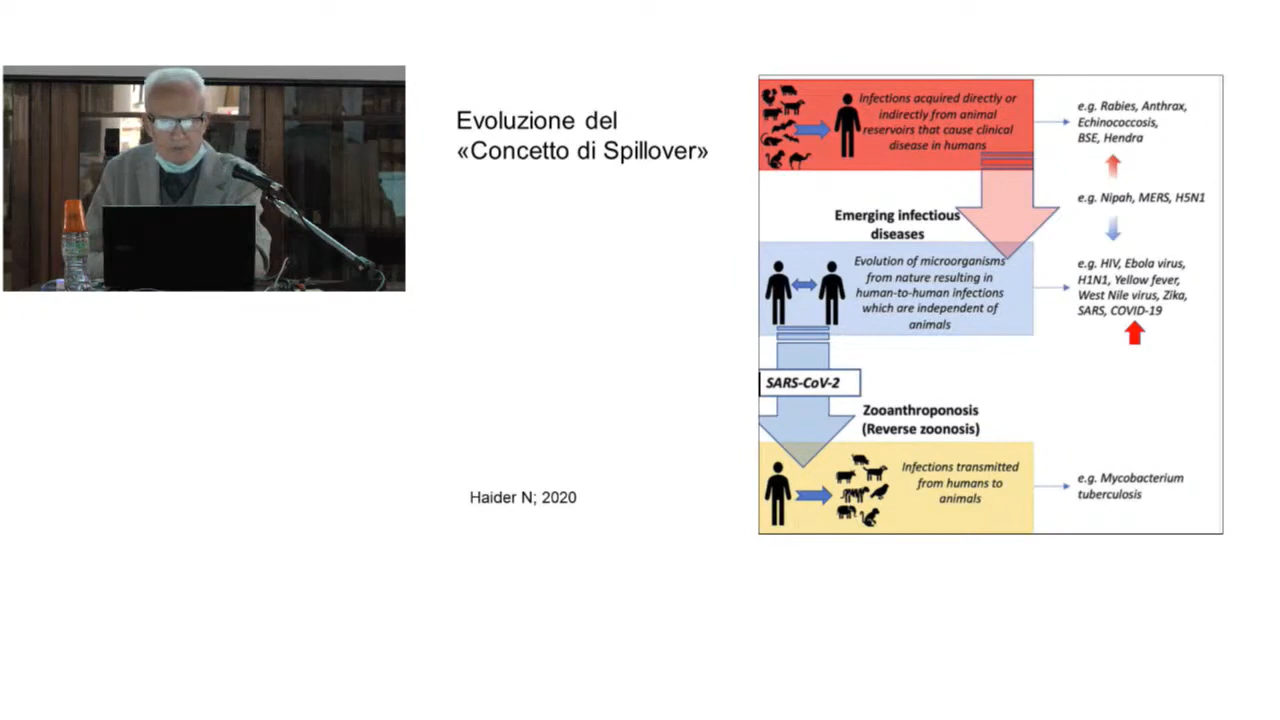 Evoluzione del
«Concetto di Spillover»
Haider N; 2020
Infections acquired directly or
indirectly from animal
reservoirs that cause clinical
disease in humans
e.g. Rabies, Anthrax,
Echinococcosis,
BSE, Hendra
e.g. Nipah, MERS, H5N1
Emerging infectious
diseases
Evolution of microorganisms
from nature resulting in
human-to-human infections
which are independent of
animals
e.g. HIV, Ebola virus,
H1N1, Yellow fever,
West Nile virus, Zika,
SARS, COVID-19
SARS-CoV-2
Zooanthroponosis
(Reverse zoonosis)
Infections transmitted
from humans to
animals
e.g. Mycobacterium
tuberculosis